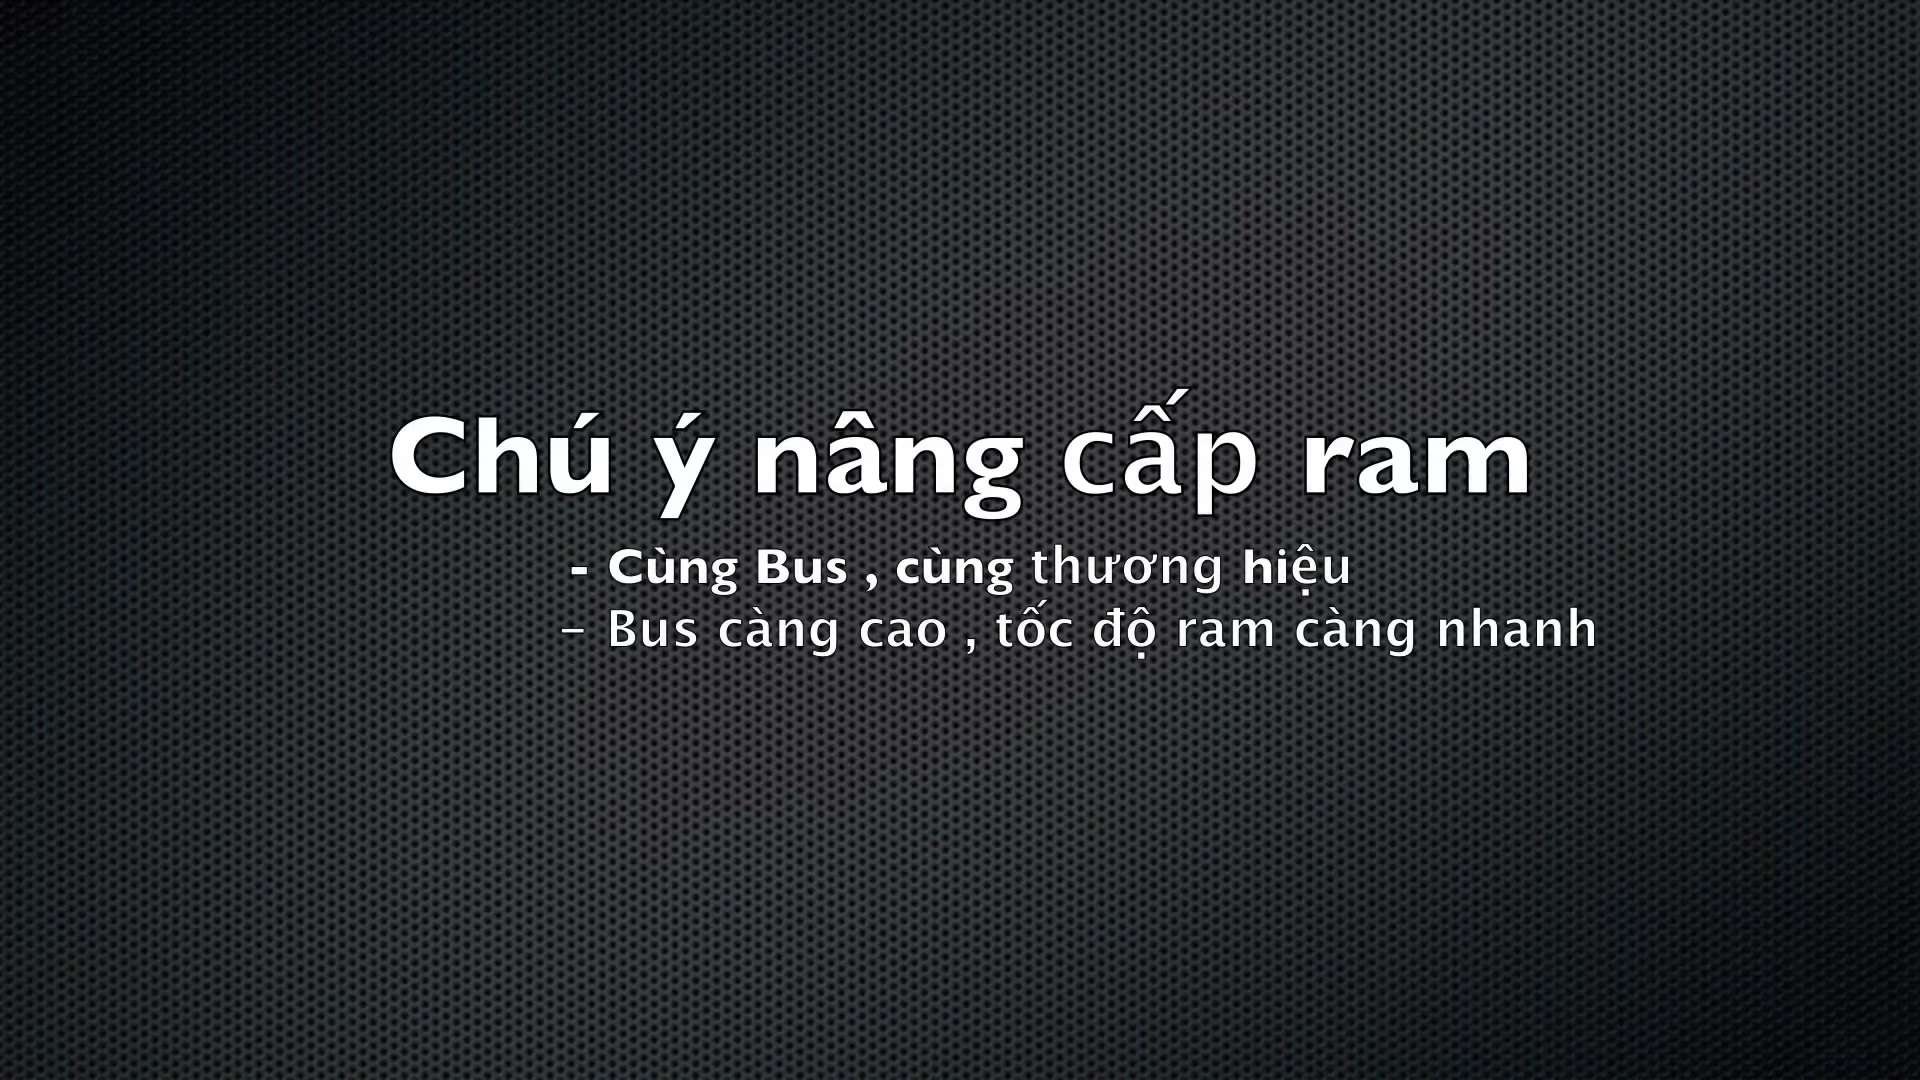 Chú ý nâng cấp ram
- Cùng Bus , cùng thương hiệu
– Bus càng cao , tốc độ ram càng nhanh